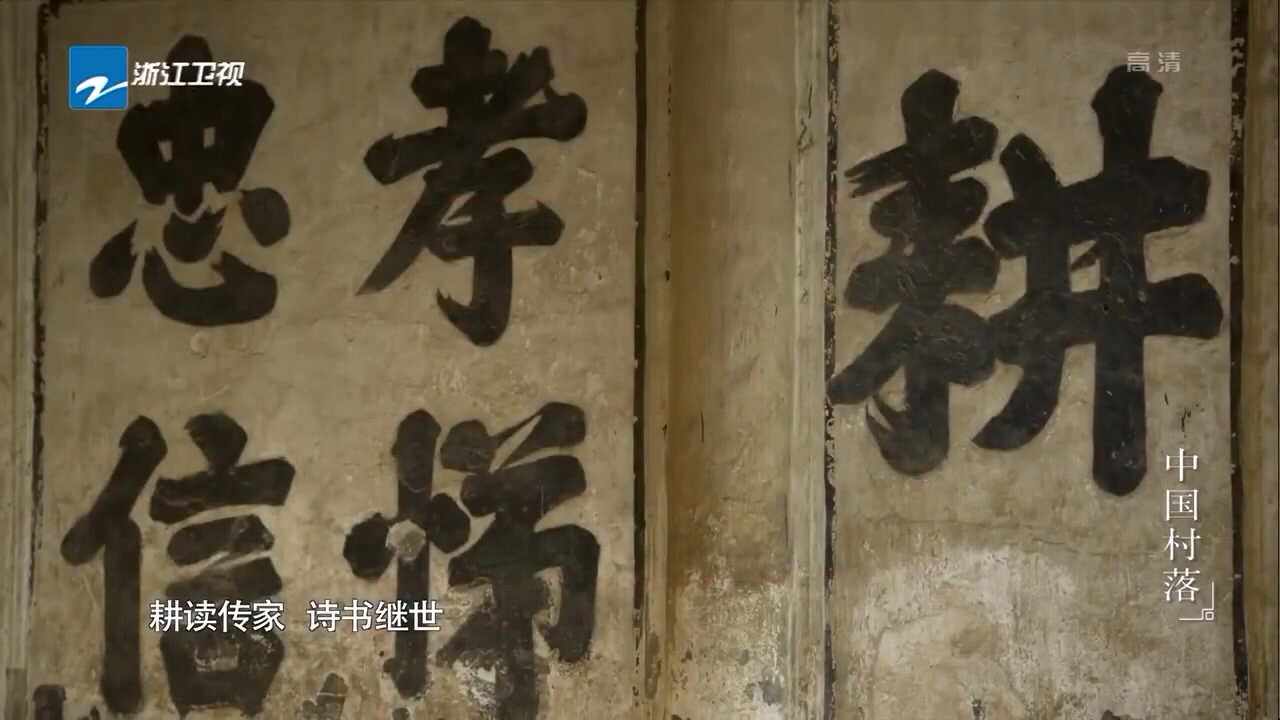 浙江卫视
高清
耕
孝悌
忠信
中国村落
耕读传家 诗书继世